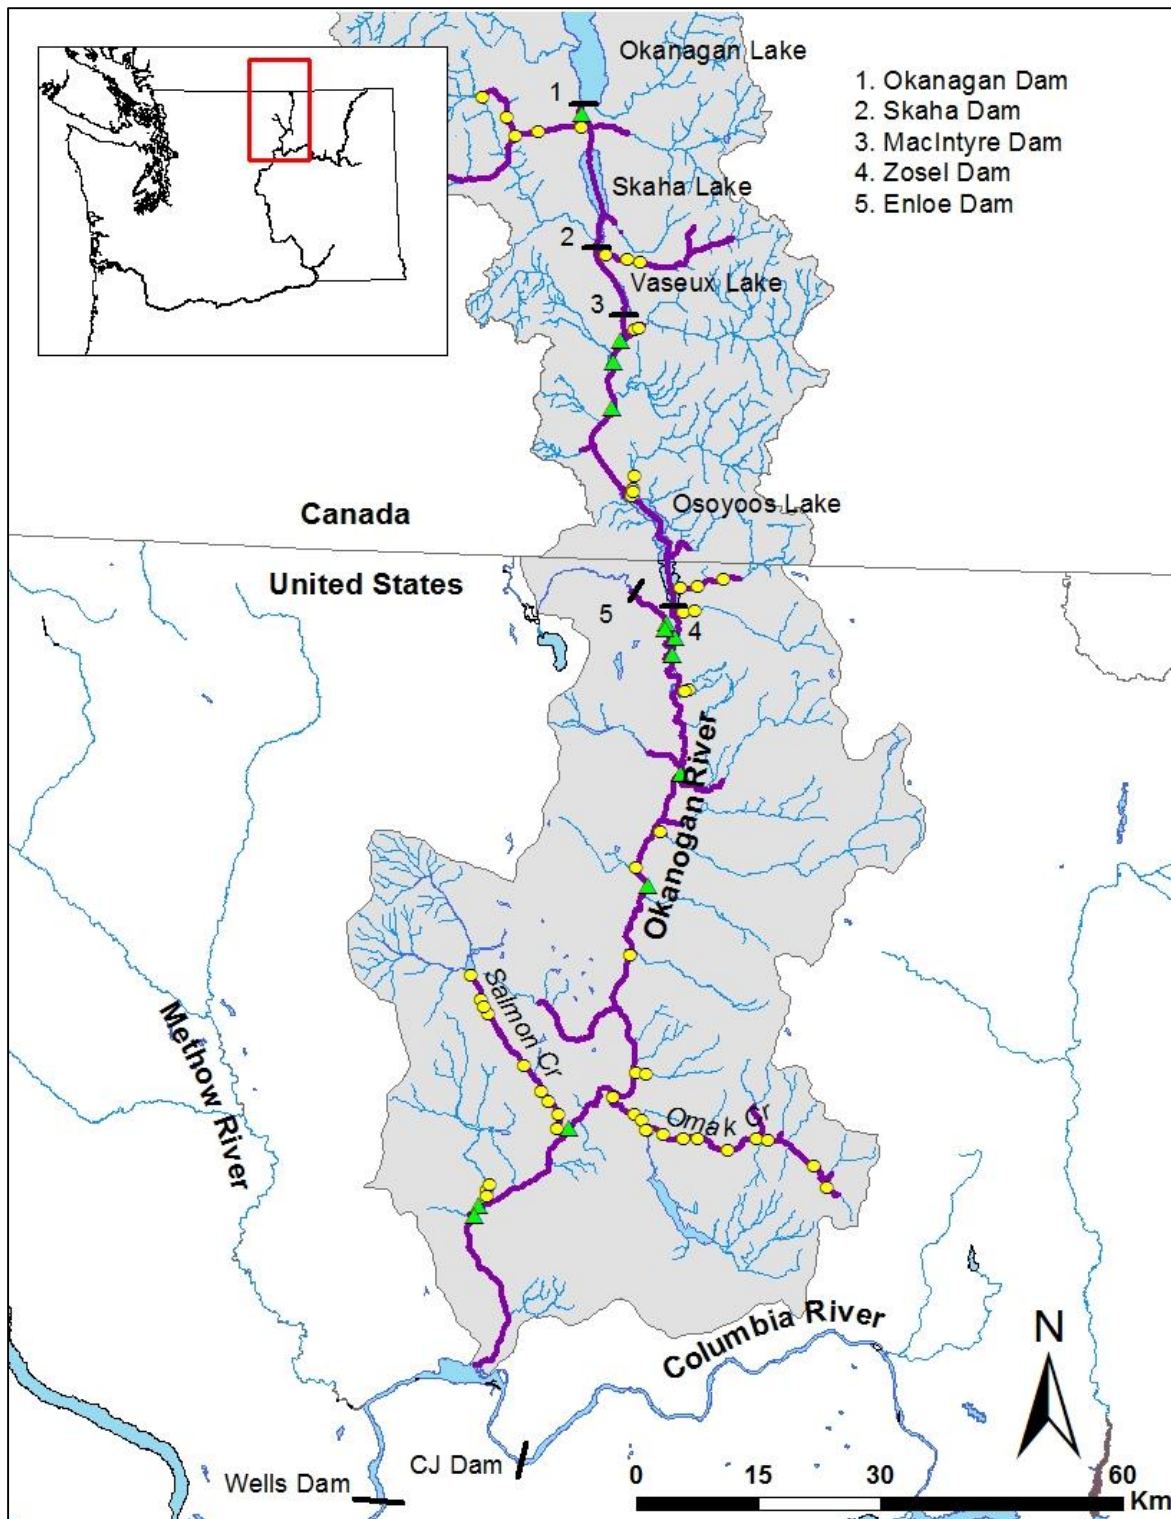 Okanagan Lake
1. Okanagan Dam
2. Skaha Dam
3. MacIntyre Dam
4. Zosel Dam
5. Enloe Dam
1
Skaha Lake
2
Vaseux Lake
3
Osoyoos Lake
Canada
United States
5
4
Okanogan River
Salmon Cr
Methow River
Omak Cr
Columbia River
N
CJ Dam
Wells Dam
0 15 30 60
Km